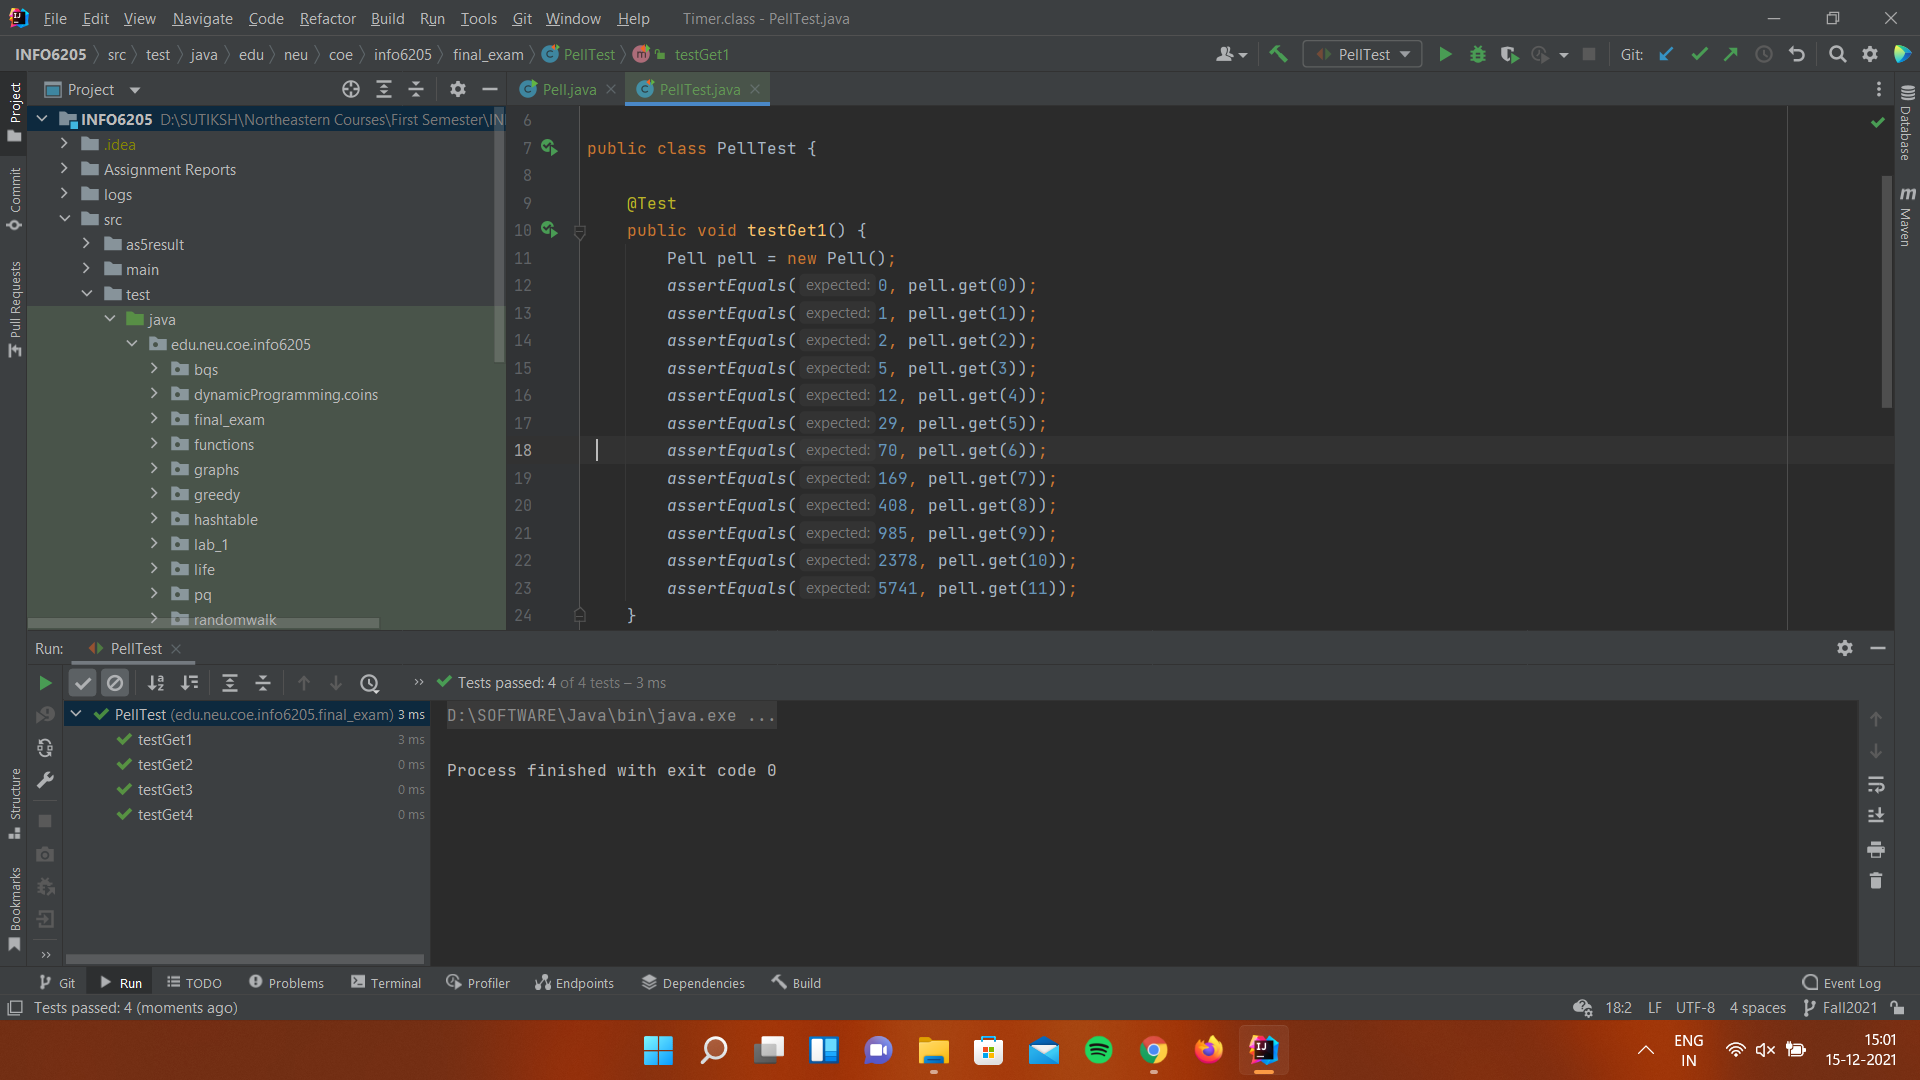 File Edit View Navigate Code Refactor Build Run Tools Git Window Help Timer.class - PellTest.java
INFO6205 src test java edu neu coe info6205 final_exam PellTest testGet1 PellTest Git:
Project
Pell.java PellTest.java
INFO6205 D:\SUTIKSH\Northeastern Courses\First Semester\IN
.idea
Assignment Reports
logs
src
as5result
main
test
java
edu.neu.coe.info6205
bqs
dynamicProgramming.coins
final_exam
functions
graphs
greedy
hashtable
lab_1
life
pq
randomwalk
Project
Commit
Pull Requests
Structure
Bookmarks
Database
Maven
6
7 public class PellTest {
8
9 @Test
10 public void testGet1() {
11 Pell pell = new Pell();
12 assertEquals( expected: 0, pell.get(0));
13 assertEquals( expected: 1, pell.get(1));
14 assertEquals( expected: 2, pell.get(2));
15 assertEquals( expected: 5, pell.get(3));
16 assertEquals( expected: 12, pell.get(4));
17 assertEquals( expected: 29, pell.get(5));
18 assertEquals( expected: 70, pell.get(6));
19 assertEquals( expected: 169, pell.get(7));
20 assertEquals( expected: 408, pell.get(8));
21 assertEquals( expected: 985, pell.get(9));
22 assertEquals( expected: 2378, pell.get(10));
23 assertEquals( expected: 5741, pell.get(11));
24 }
Run: PellTest
Tests passed: 4 of 4 tests – 3 ms
PellTest (edu.neu.coe.info6205.final_exam) 3 ms
testGet1 3 ms
testGet2 0 ms
testGet3 0 ms
testGet4 0 ms
D:\SOFTWARE\Java\bin\java.exe ...
Process finished with exit code 0
Git Run TODO Problems Terminal Profiler Endpoints Dependencies Build Event Log
Tests passed: 4 (moments ago) 18:2 LF UTF-8 4 spaces Fall2021
ENG
IN
15:01
15-12-2021